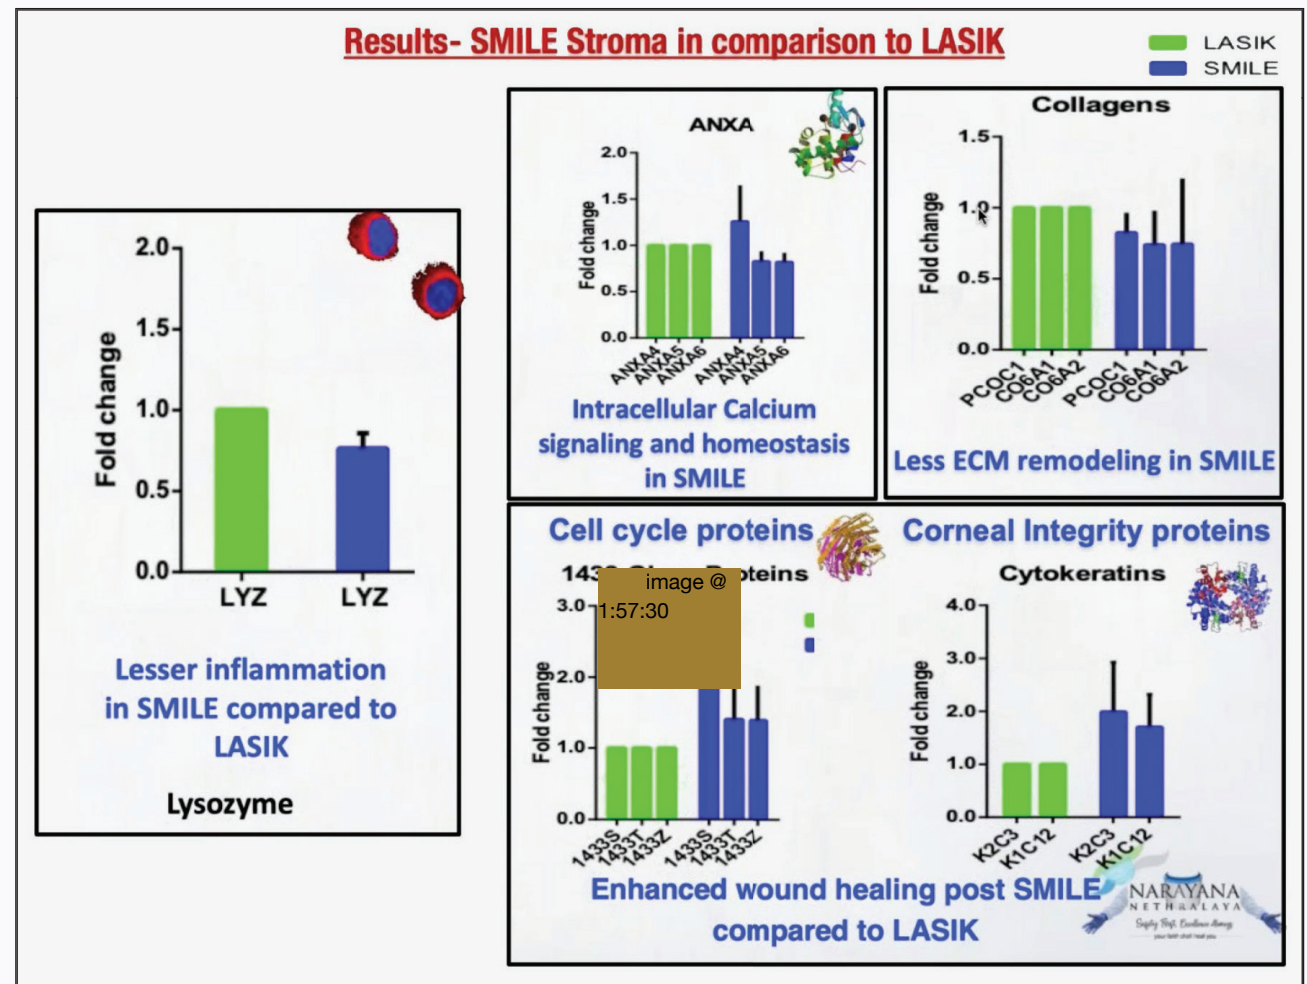 Results- SMILE Stroma in comparison to LASIK
LASIK
SMILE
2.0
1.5
1.0
0.5
0.0
Fold change
LYZ LYZ
Lesser inflammation
in SMILE compared to
LASIK
Lysozyme
ANXA
2.0
1.5
1.0
0.5
0.0
Fold change
ANXA4 ANXA5 ANXA6 ANXA4 ANXA5 ANXA6
Intracellular Calcium
signaling and homeostasis
in SMILE
Collagens
1.5
1.0
0.5
0.0
Fold change
PCOC1 CO6A1 CO6A2 PCOC1 CO6A1 CO6A2
Less ECM remodeling in SMILE
Cell cycle proteins
Proteins
image @
1:57:30
3.0
2.0
1.0
0.0
Fold change
1433S 1433T 1433Z 1433S 1433T 1433Z
Corneal Integrity proteins
Cytokeratins
4.0
3.0
2.0
1.0
0.0
Fold change
K2C3 K1C12 K2C3 K1C12
Enhanced wound healing post SMILE
compared to LASIK
NARAYANA
NETHRALAYA